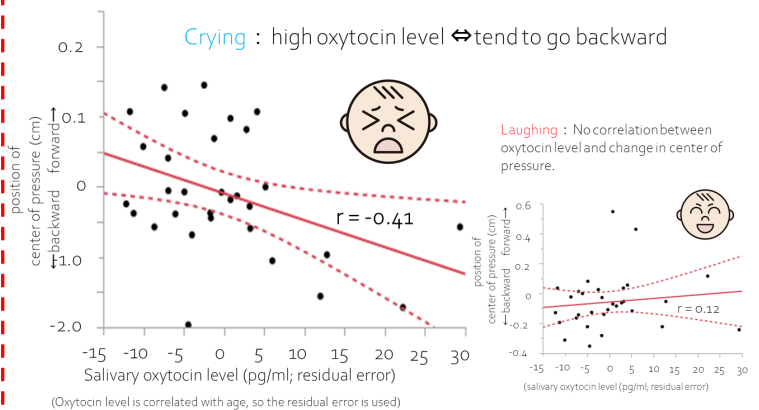 Crying : high oxytocin level ⇔ tend to go backward
position of
center of pressure (cm)
←backward forward→
0.2
0.1
0
-1.0
-2.0
r = -0.41
-15 -10 -5 0 5 10 15 20 25 30
Salivary oxytocin level (pg/ml; residual error)
(Oxytocin level is correlated with age, so the residual error is used)
Laughing : No correlation between
oxytocin level and change in center of
pressure.
position of
center of pressure (cm)
←backward forward→
0.6
0.4
0.2
0
-0.2
-0.4
r = 0.12
-15 -10 -5 0 5 10 15 20 25 30
(salivary oxytocin level (pg/ml; residual error)